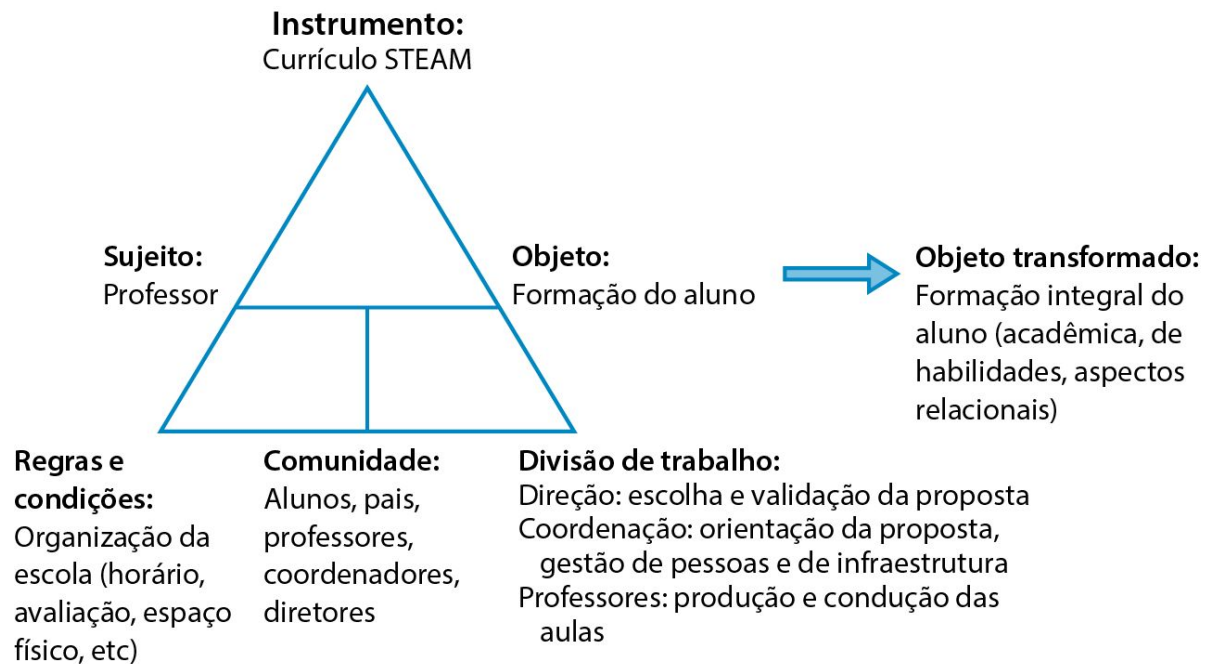 Instrumento:
Currículo STEAM
Sujeito:
Professor
Objeto:
Formação do aluno
Objeto transformado:
Formação integral do
aluno (acadêmica, de
habilidades, aspectos
relacionais)
Regras e
condições:
Organização da
escola (horário,
avaliação, espaço
físico, etc)
Comunidade:
Alunos, pais,
professores,
coordenadores,
diretores
Divisão de trabalho:
Direção: escolha e validação da proposta
Coordenação: orientação da proposta,
gestão de pessoas e de infraestrutura
Professores: produção e condução das
aulas